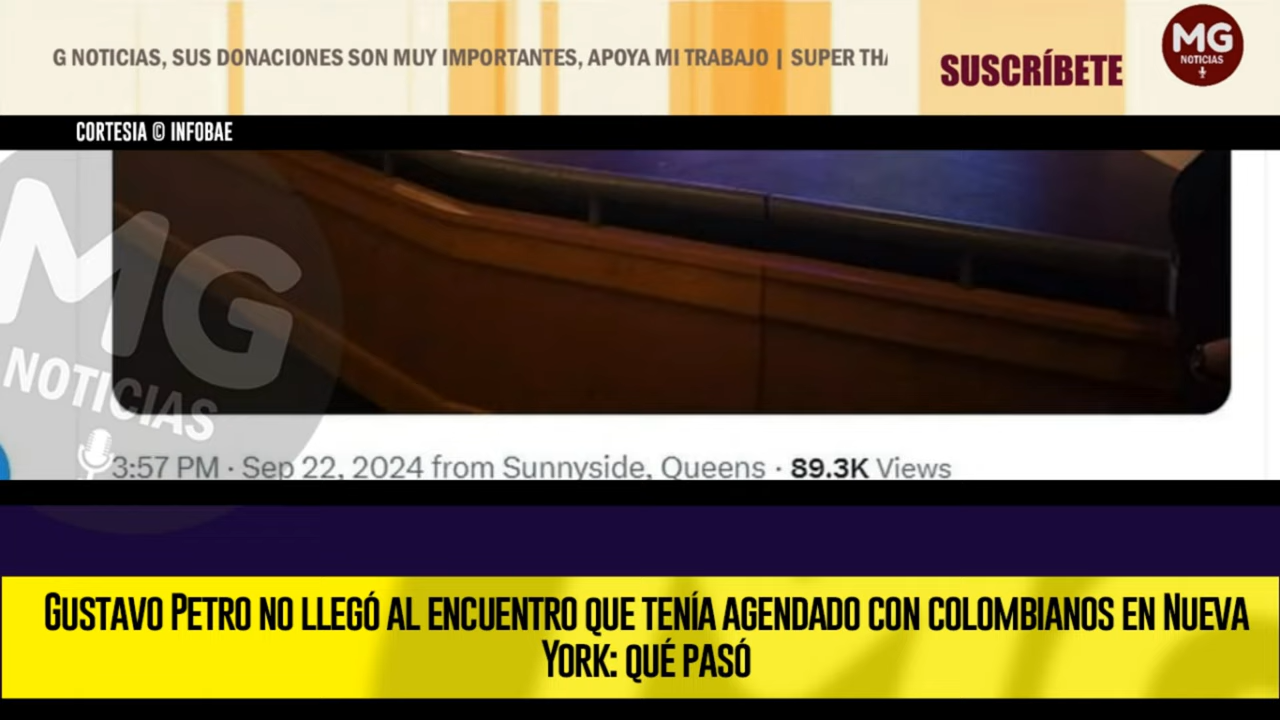 G NOTICIAS, SUS DONACIONES SON MUY IMPORTANTES, APOYA MI TRABAJO | SUPER
SUSCRÍBETE
MG
NOTICIAS
CORTESIA © INFOBAE
MG
NOTICIAS
3:57 PM · Sep 22, 2024 from Sunnyside, Queens · 89.3K Views
GUSTAVO PETRO NO LLEGÓ AL ENCUENTRO QUE TENÍA AGENDADO CON COLOMBIANOS EN NUEVA
YORK: QUÉ PASÓ